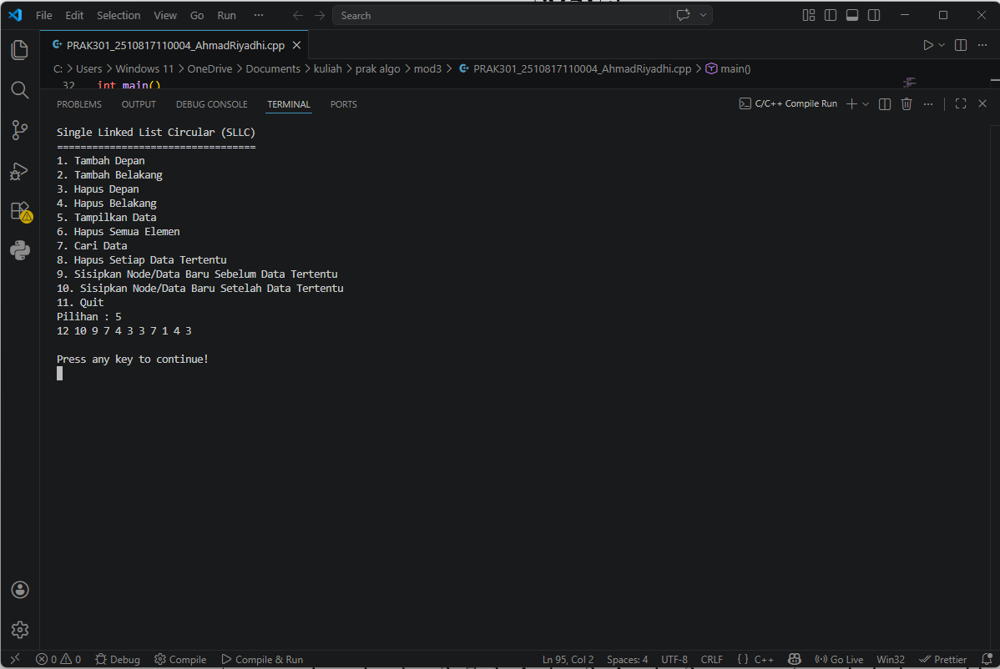 File Edit Selection View Go Run ··· Search
PRAK301_2510817110004_AhmadRiyadhi.cpp
C: > Users > Windows 11 > OneDrive > Documents > kuliah > prak algo > mod3 > PRAK301_2510817110004_AhmadRiyadhi.cpp > main()
32 int main()
PROBLEMS OUTPUT DEBUG CONSOLE TERMINAL PORTS C/C++ Compile Run
Single Linked List Circular (SLLC)
==================================
1. Tambah Depan
2. Tambah Belakang
3. Hapus Depan
4. Hapus Belakang
5. Tampilkan Data
6. Hapus Semua Elemen
7. Cari Data
8. Hapus Setiap Data Tertentu
9. Sisipkan Node/Data Baru Sebelum Data Tertentu
10. Sisipkan Node/Data Baru Setelah Data Tertentu
11. Quit
Pilihan : 5
12 10 9 7 4 3 3 7 1 4 3
Press any key to continue!
0 0 Debug Compile Compile & Run Ln 95, Col 2 Spaces: 4 UTF-8 CRLF { } C++ Go Live Win32 Prettier